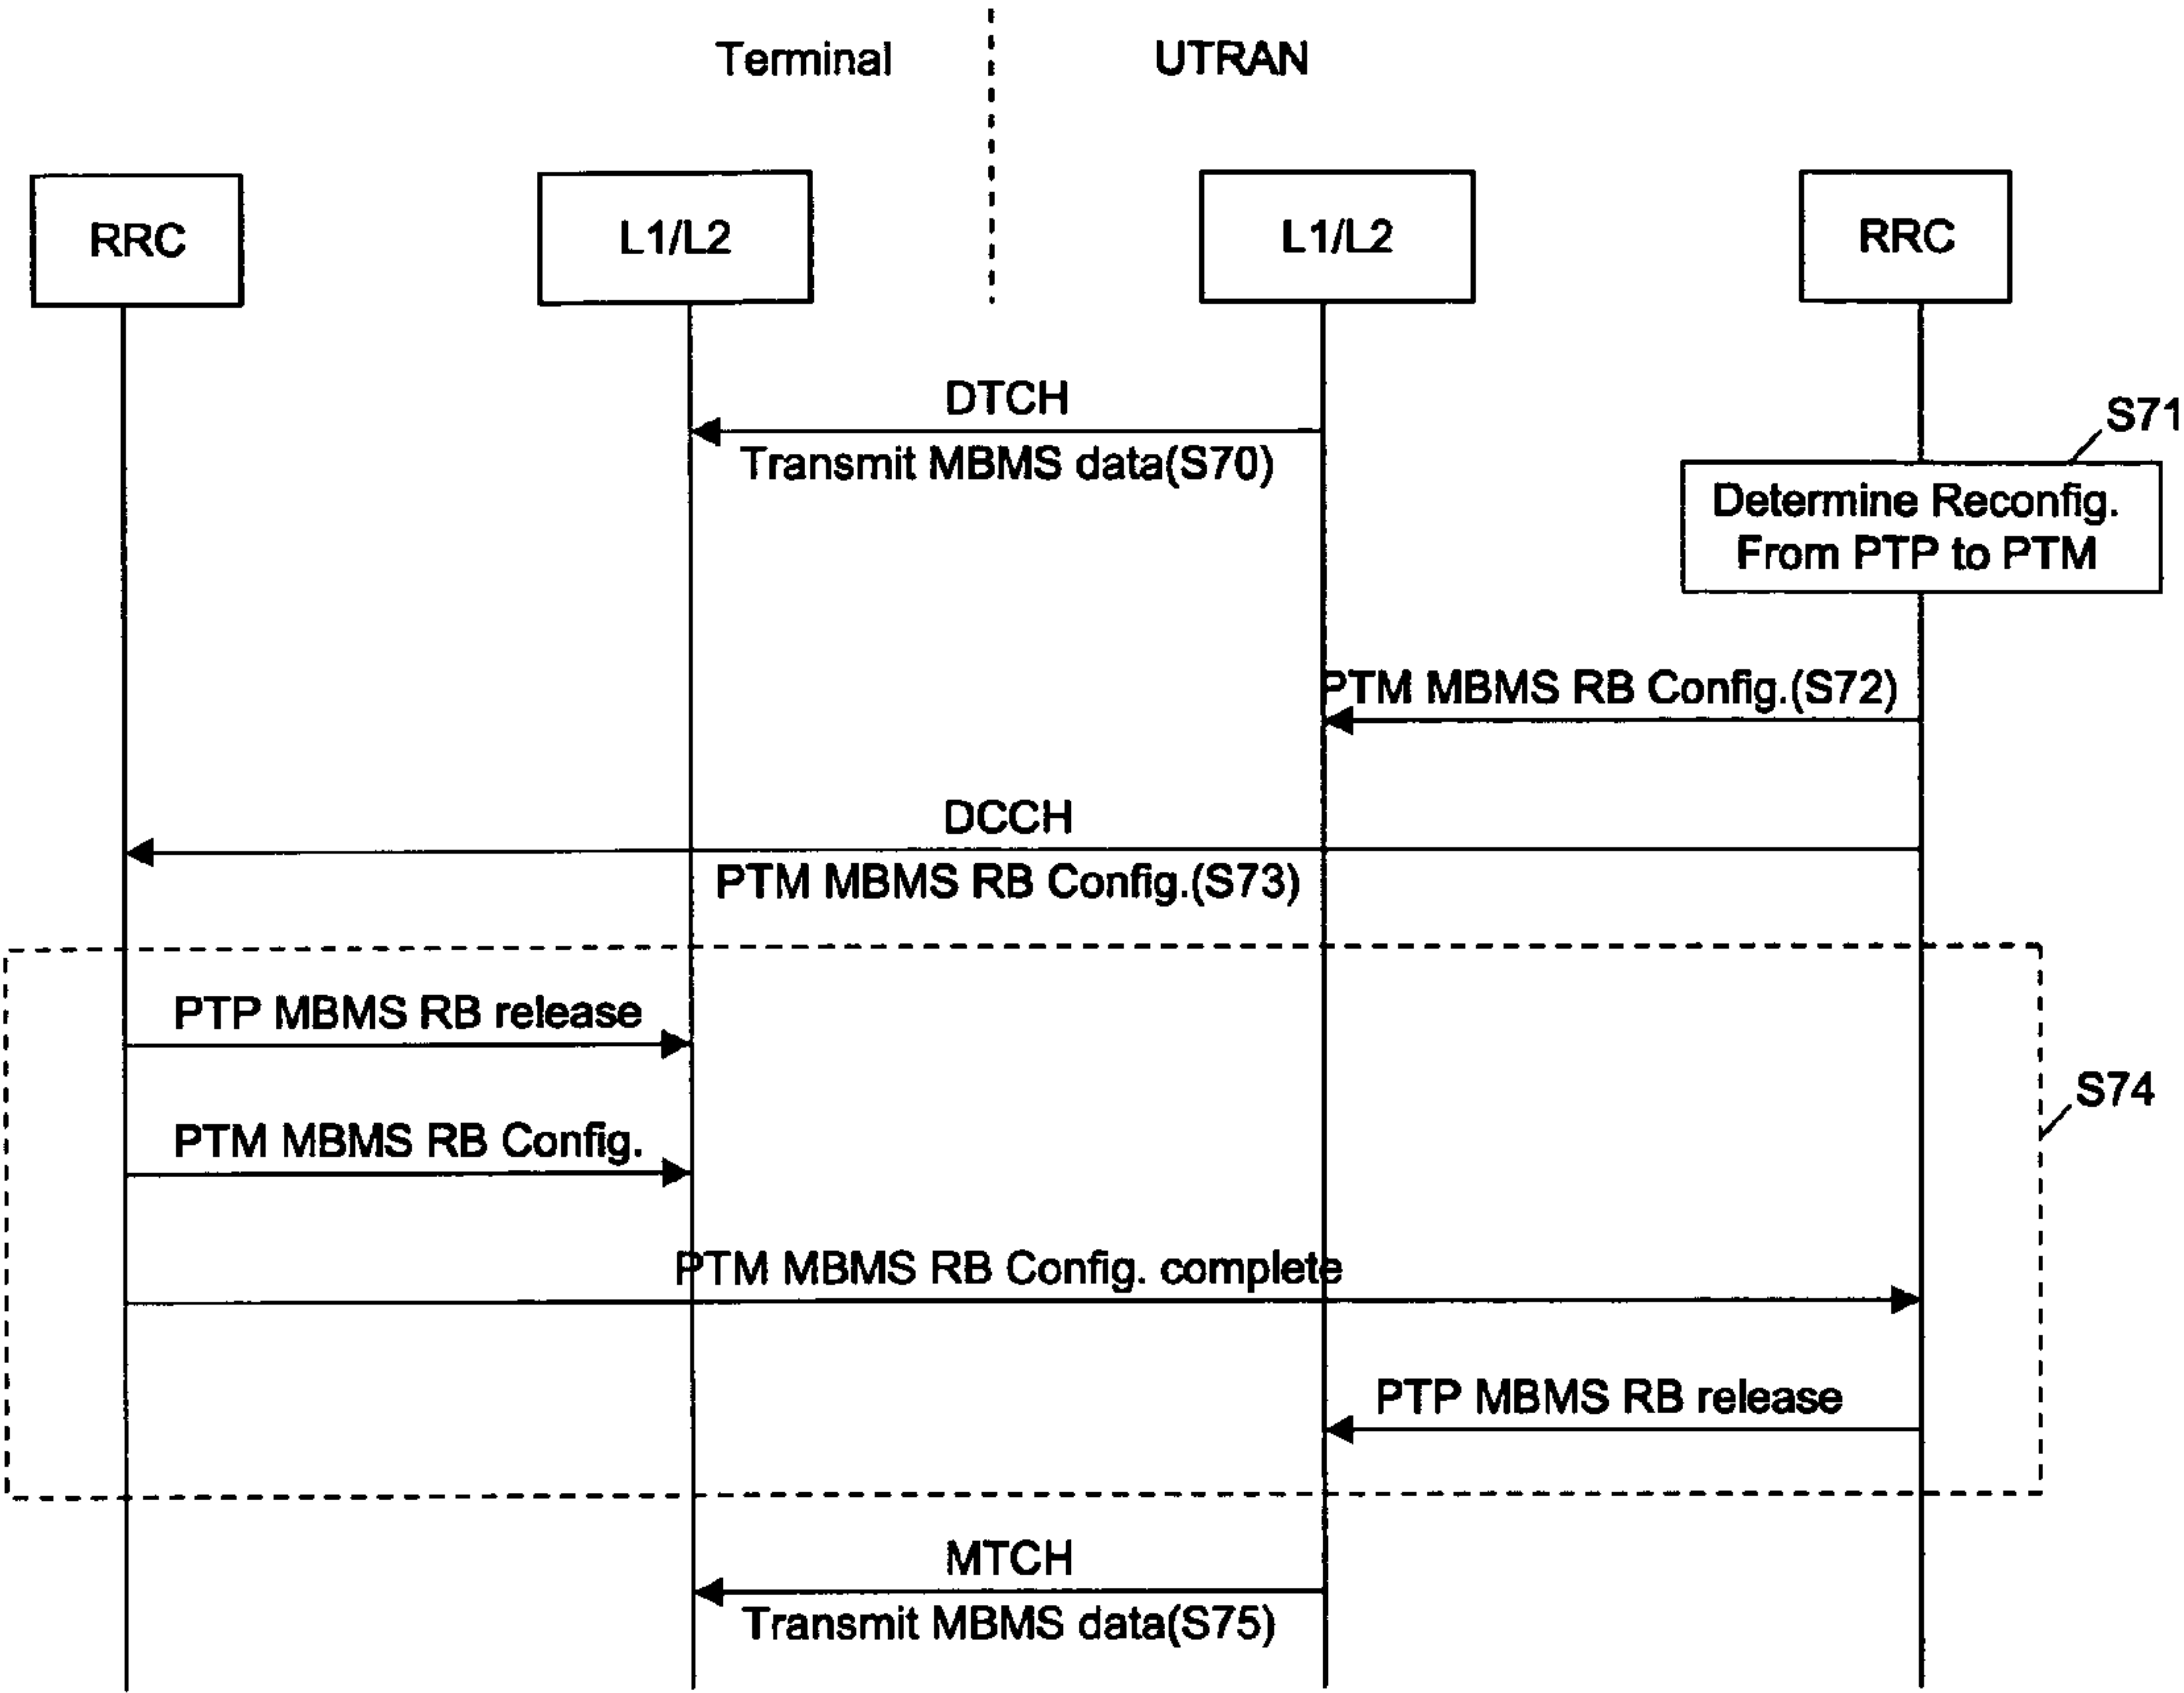 Terminal
UTRAN
RRC
L1/L2
L1/L2
RRC
DTCH
Transmit MBMS data(S70)
S71
Determine Reconfig.
From PTP to PTM
PTM MBMS RB Config.(S72)
DCCH
PTM MBMS RB Config.(S73)
PTP MBMS RB release
S74
PTM MBMS RB Config.
PTM MBMS RB Config. complete
PTP MBMS RB release
MTCH
Transmit MBMS data(S75)